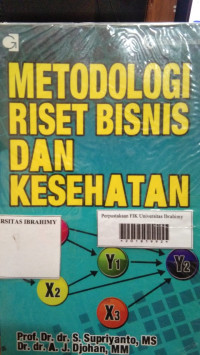 METODOLOGI
RISET BISNIS
DAN
KESEHATAN
RSITAS IBRAHIMY
Perpustakaan FIK Universitas Ibrahimy
Y1
Y2
X2
X3
Prof. Dr. dr. S. Supriyanto, MS
Dr. dr. A. J. Djohan, MM